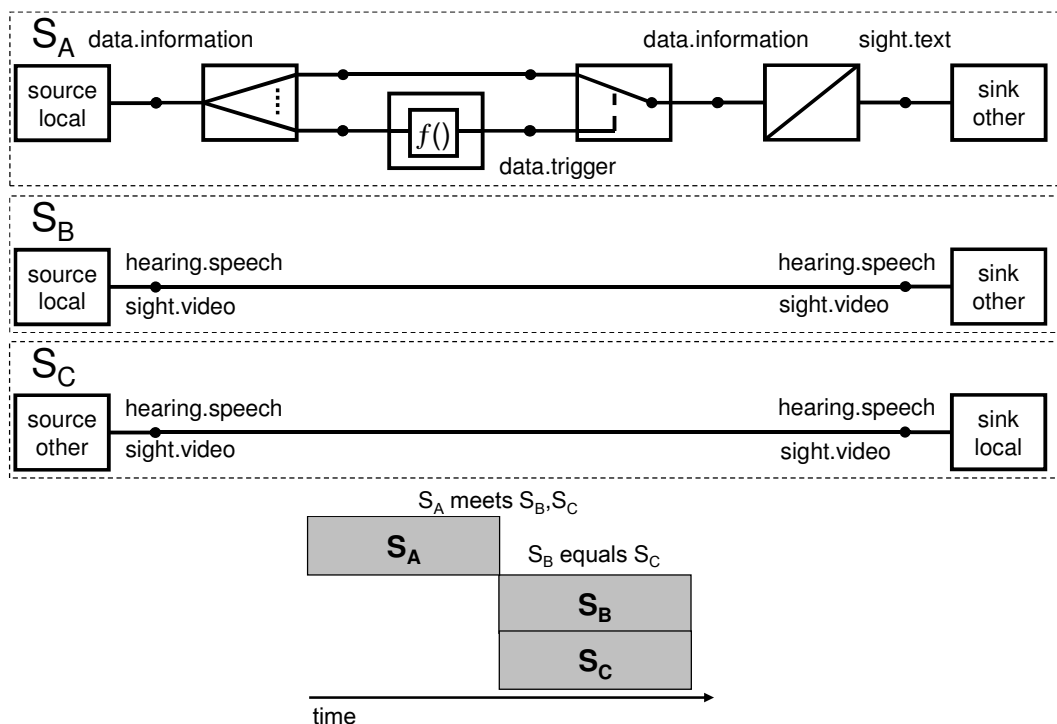 S_A data.information data.information sight.text
source local
f()
data.trigger
sink other
S_B
source local
hearing.speech
sight.video
hearing.speech
sight.video
sink other
S_C
source other
hearing.speech
sight.video
hearing.speech
sight.video
sink local
S_A meets S_B,S_C
S_A
S_B equals S_C
S_B
S_C
time